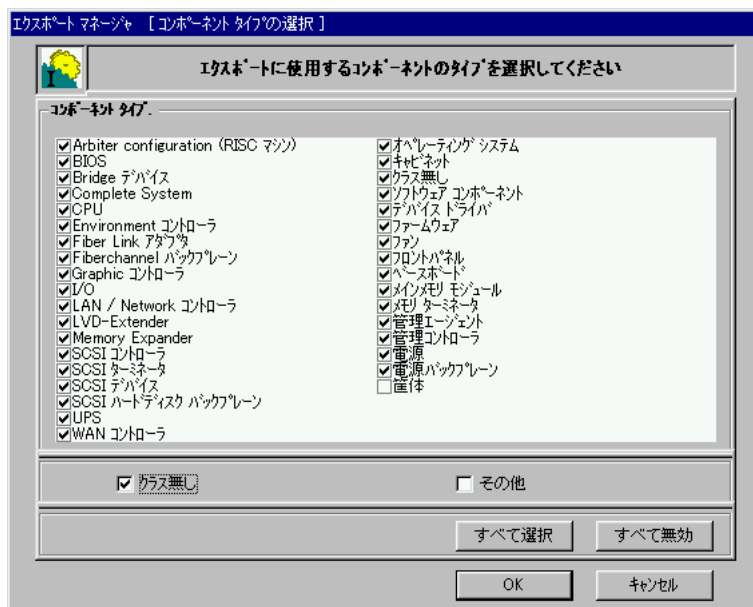 ｴｸｽﾎﾟｰﾄ ﾏﾈｰｼﾞｬ [ ｺﾝﾎﾟｰﾈﾝﾄ ﾀｲﾌﾟの選択 ]
ｴｸｽﾎﾟｰﾄに使用するｺﾝﾎﾟｰﾈﾝﾄのﾀｲﾌﾟを選択してください
ｺﾝﾎﾟｰﾈﾝﾄ ﾀｲﾌﾟ.
Arbiter configuration (RISC ﾏｼﾝ)
BIOS
Bridge ﾃﾞﾊﾞｲｽ
Complete System
CPU
Environment ｺﾝﾄﾛｰﾗ
Fiber Link ｱﾀﾞﾌﾟﾀ
Fiberchannel ﾊﾞｯｸﾌﾟﾚｰﾝ
Graphic ｺﾝﾄﾛｰﾗ
I/O
LAN / Network ｺﾝﾄﾛｰﾗ
LVD-Extender
Memory Expander
SCSI ｺﾝﾄﾛｰﾗ
SCSI ﾀｰﾐﾈｰﾀ
SCSI ﾃﾞﾊﾞｲｽ
SCSI ﾊｰﾄﾞﾃﾞｨｽｸ ﾊﾞｯｸﾌﾟﾚｰﾝ
UPS
WAN ｺﾝﾄﾛｰﾗ
ｵﾍﾟﾚｰﾃｨﾝｸﾞ ｼｽﾃﾑ
ｷｬﾋﾞﾈｯﾄ
ｸﾗｽ無し
ｿﾌﾄｳｪｱ ｺﾝﾎﾟｰﾈﾝﾄ
ﾃﾞﾊﾞｲｽ ﾄﾞﾗｲﾊﾞ
ﾌｧｰﾑｳｪｱ
ﾌｧﾝ
ﾌﾛﾝﾄﾊﾟﾈﾙ
ﾍﾞｰｽﾎﾞｰﾄﾞ
ﾒｲﾝﾒﾓﾘ ﾓｼﾞｭｰﾙ
ﾒﾓﾘ ﾀｰﾐﾈｰﾀ
管理ｴｰｼﾞｪﾝﾄ
管理ｺﾝﾄﾛｰﾗ
電源
電源ﾊﾞｯｸﾌﾟﾚｰﾝ
筐体
ｸﾗｽ無し
その他
すべて選択
すべて無効
OK
ｷｬﾝｾﾙ